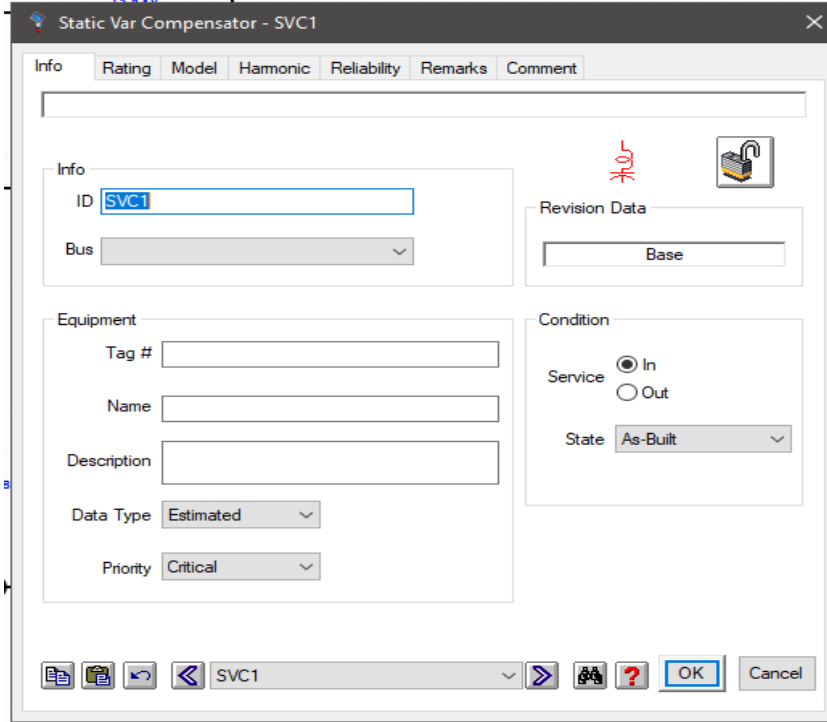 Static Var Compensator - SVC1
Info Rating Model Harmonic Reliability Remarks Comment
Info
ID SVC1
Bus
Revision Data
Base
Equipment
Tag #
Name
Description
Data Type Estimated
Priority Critical
Condition
Service In
Out
State As-Built
SVC1
? OK Cancel